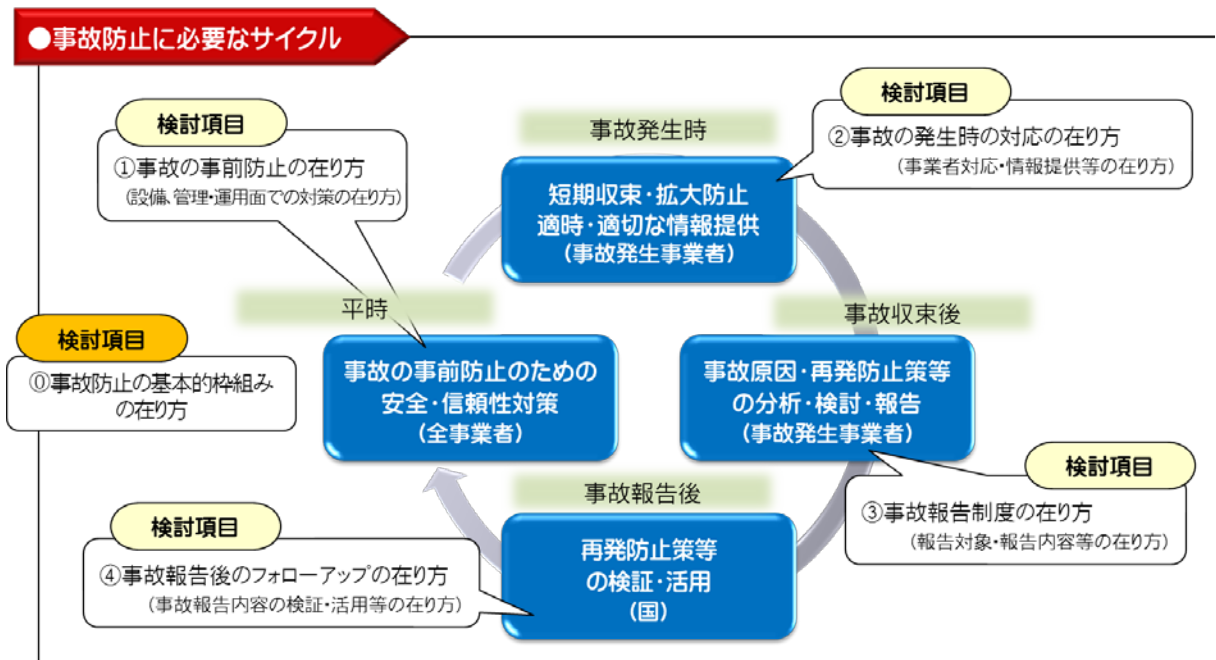 ●事故防止に必要なサイクル
検討項目
①事故の事前防止の在り方
(設備、管理・運用面での対策の在り方)
事故発生時
短期収束・拡大防止
適時・適切な情報提供
(事故発生事業者)
検討項目
②事故の発生時の対応の在り方
(事業者対応・情報提供等の在り方)
平時
事故の事前防止のための
安全・信頼性対策
(全事業者)
検討項目
⓪事故防止の基本的枠組み
の在り方
事故収束後
事故原因・再発防止策等
の分析・検討・報告
(事故発生事業者)
検討項目
③事故報告制度の在り方
(報告対象・報告内容等の在り方)
事故報告後
再発防止策等
の検証・活用
(国)
検討項目
④事故報告後のフォローアップの在り方
(事故報告内容の検証・活用等の在り方)